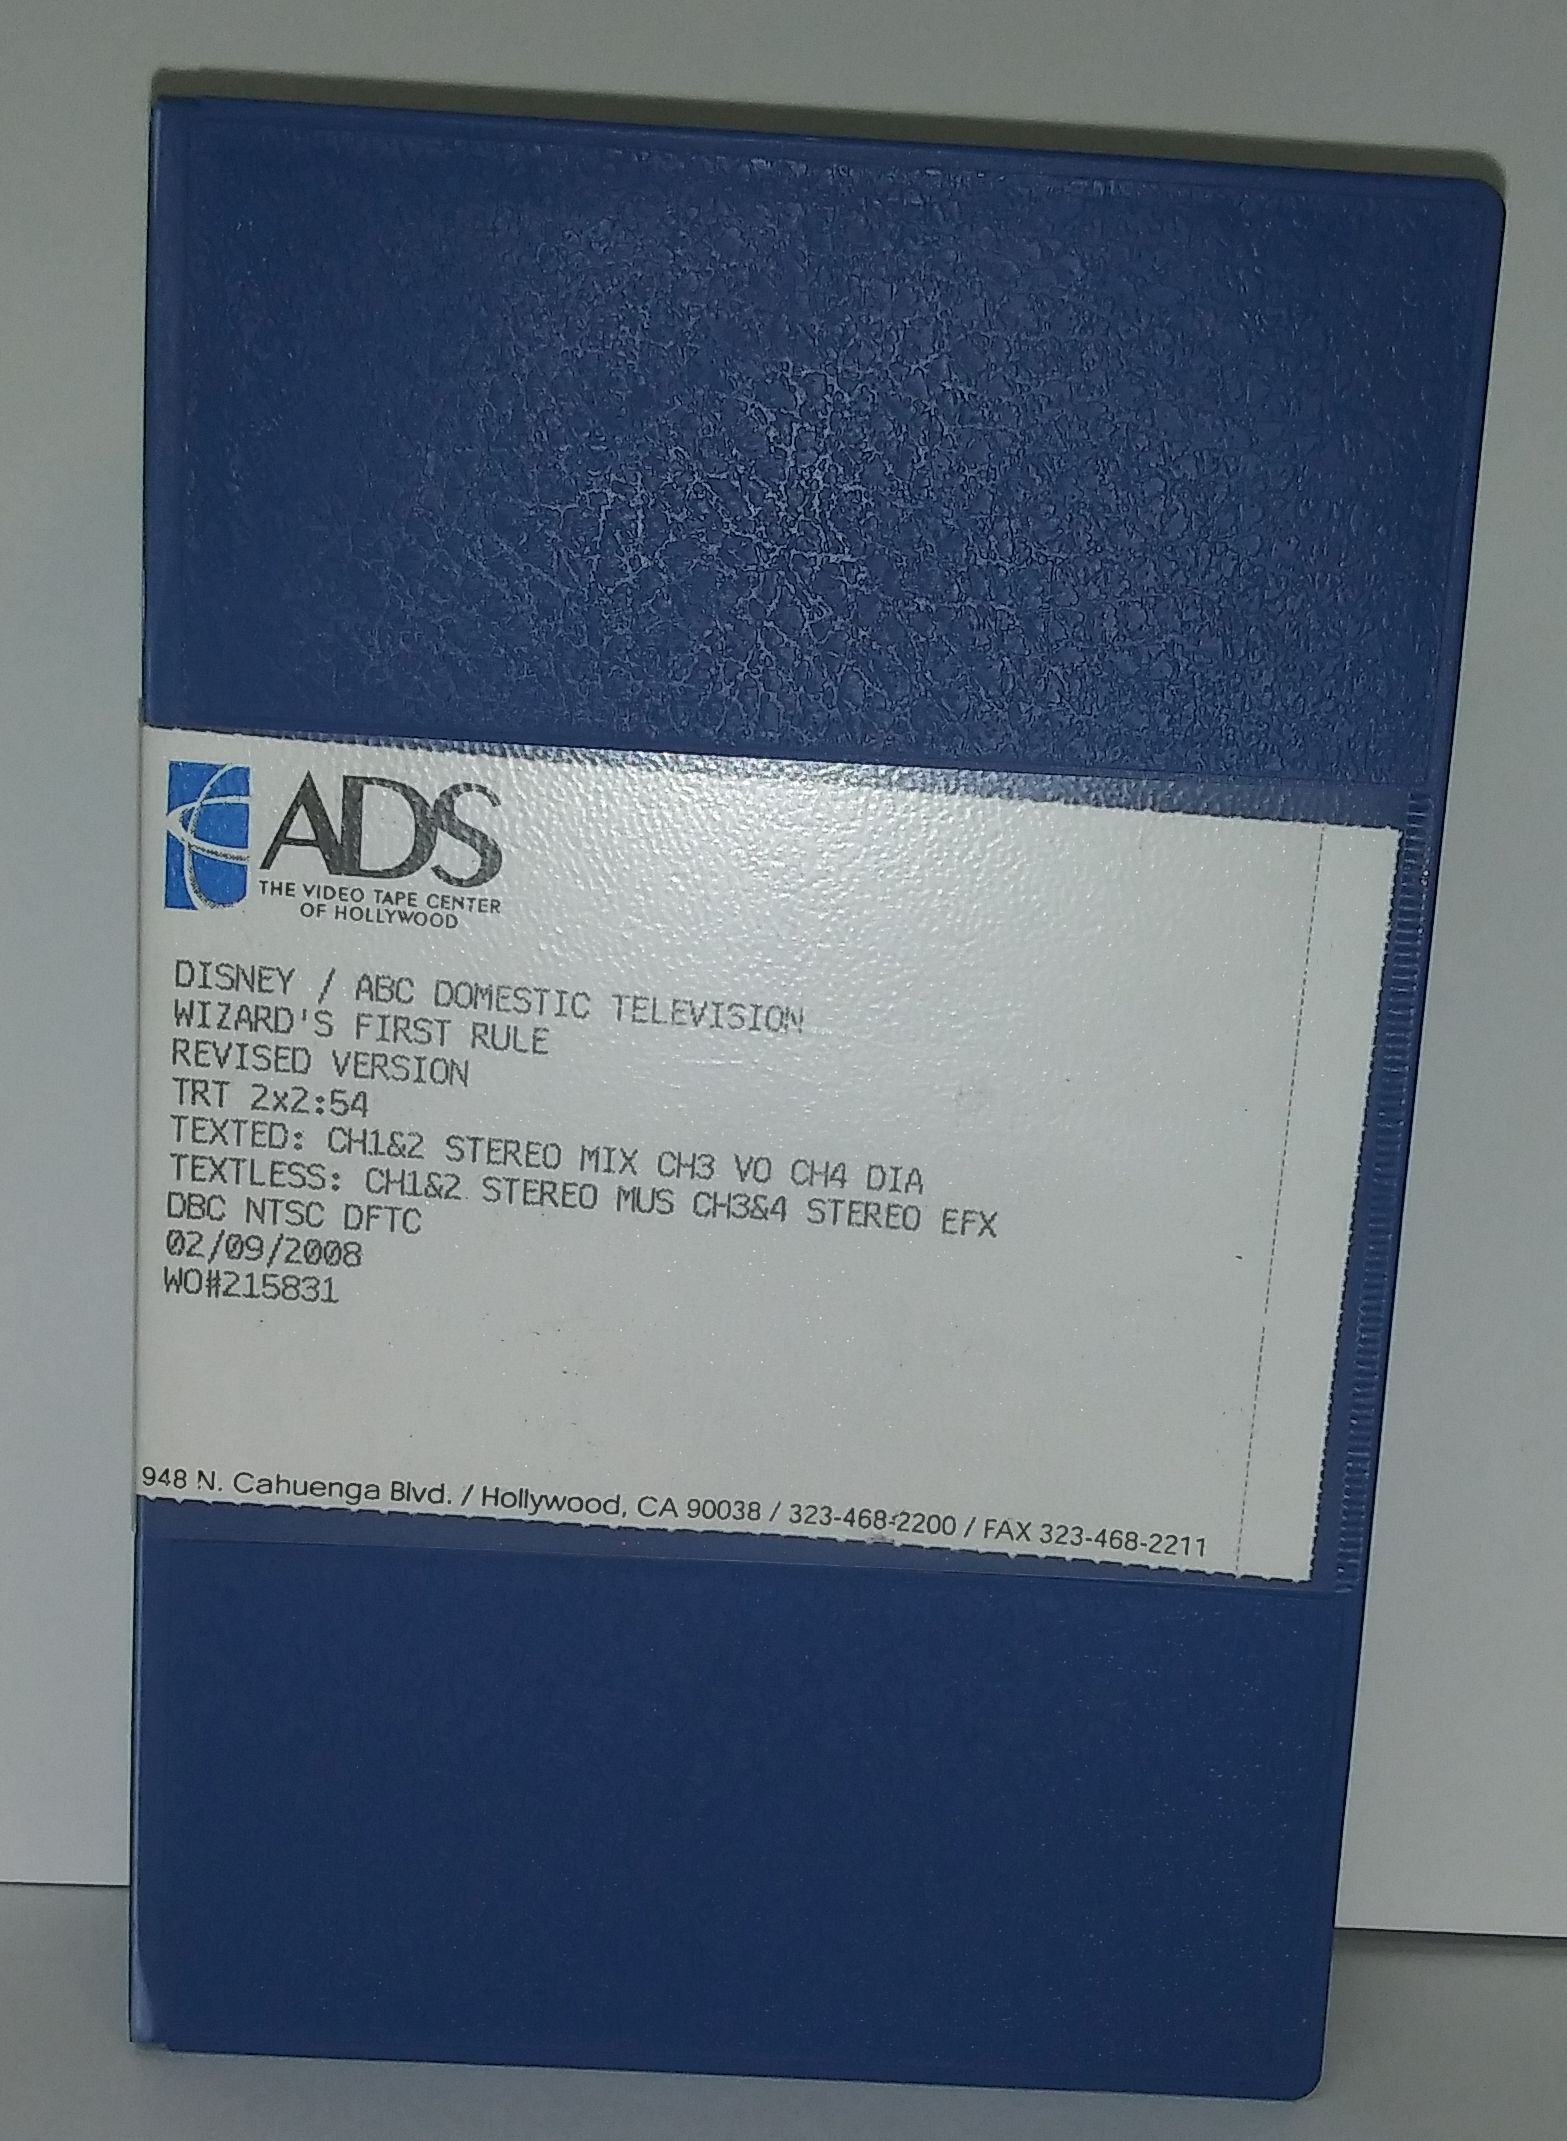 ADS
THE VIDEO TAPE CENTER
OF HOLLYWOOD
DISNEY / ABC DOMESTIC TELEVISION
WIZARD'S FIRST RULE
REVISED VERSION
TRT 2x2:54
TEXTED: CH1&2 STEREO MIX CH3 VO CH4 DIA
TEXTLESS: CH1&2 STEREO MUS CH3&4 STEREO EFX
DBC NTSC DFTC
02/09/2008
WO#215831
948 N. Cahuenga Blvd. / Hollywood, CA 90038 / 323-468-2200 / FAX 323-468-2211